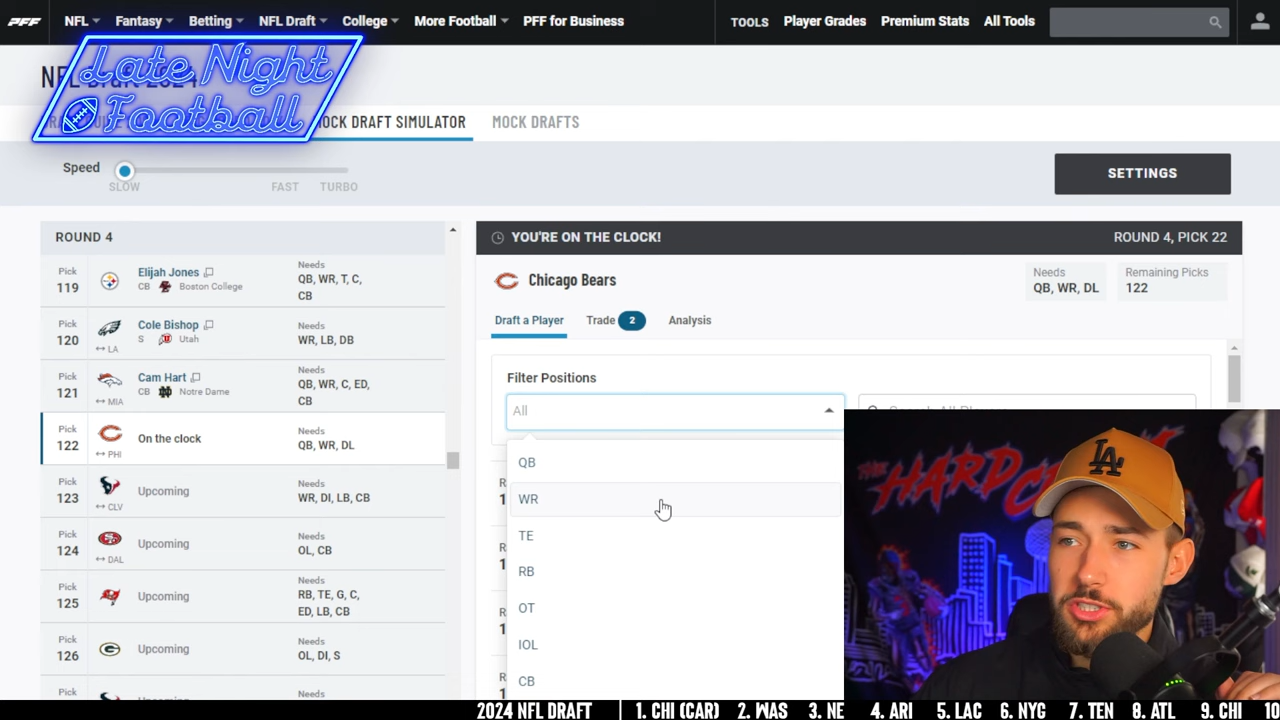 PFF NFL Fantasy Betting NFL Draft College More Football PFF for Business TOOLS Player Grades Premium Stats All Tools
Late Night
Football
NFL Draft 2024
MOCK DRAFT SIMULATOR MOCK DRAFTS
Speed
SLOW FAST TURBO
SETTINGS
ROUND 4
Pick
119
Elijah Jones
CB Boston College
Needs
QB, WR, T, C,
CB
Pick
120
↔ LA
Cole Bishop
S Utah
Needs
WR, LB, DB
Pick
121
↔ MIA
Cam Hart
CB Notre Dame
Needs
QB, WR, C, ED,
CB
Pick
122
↔ PHI
On the clock
Needs
QB, WR, DL
Pick
123
↔ CLV
Upcoming
Needs
WR, DI, LB, CB
Pick
124
↔ DAL
Upcoming
Needs
OL, CB
Pick
125
Upcoming
Needs
RB, TE, G, C,
ED, LB, CB
Pick
126
Upcoming
Needs
OL, DI, S
Pick
Needs
YOU'RE ON THE CLOCK! ROUND 4, PICK 22
Chicago Bears
Needs
QB, WR, DL
Remaining Picks
122
Draft a Player Trade 2 Analysis
Filter Positions
All
QB
WR
TE
RB
OT
IOL
CB
THE HARDC
LA
2024 NFL DRAFT 1. CHI (CAR) 2. WAS 3. NE 4. ARI 5. LAC 6. NYG 7. TEN 8. ATL 9. CHI 10